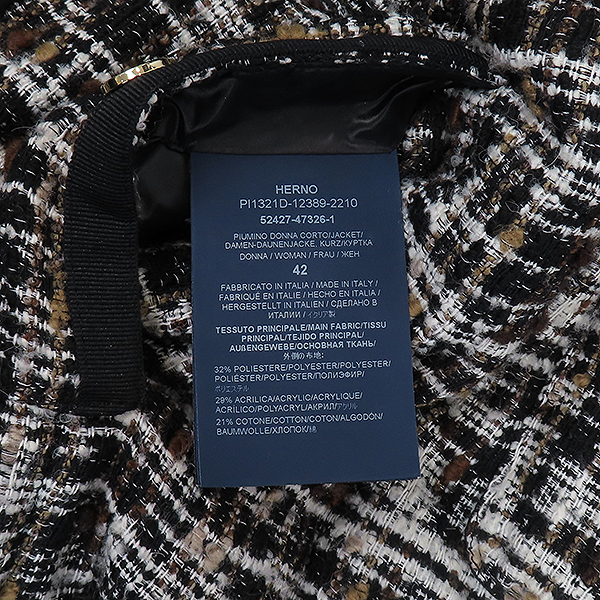 HERNO
PI1321D-12389-2210
52427-47326-1
PIUMINO DONNA CORTO/JACKET/
DAMEN-DAUNENJACKE, KURZ/КУРТКА
DONNA / WOMAN / FRAU / ЖЕН
42
FABBRICATO IN ITALIA / MADE IN ITALY /
FABRIQUÉ EN ITALIE / HECHO EN ITALIA /
HERGESTELLT IN ITALIEN / СДЕЛАНО В
ИТАЛИИ / イタリア製
TESSUTO PRINCIPALE/MAIN FABRIC/TISSU
PRINCIPAL/TEJIDO PRINCIPAL/
AUßENGEWEBE/ОСНОВНАЯ ТКАНЬ/
外側の布地:
32% POLIESTERE/POLYESTER/POLYESTER/
POLIÉSTER/POLYESTER/ПОЛИЭФИР/
ポリエステル
29% ACRILICA/ACRYLIC/ACRYLIQUE/
ACRÍLICO/POLYACRYL/АКРИЛ/アクリル
21% COTONE/COTTON/COTON/ALGODÓN/
BAUMWOLLE/ХЛОПОК/綿